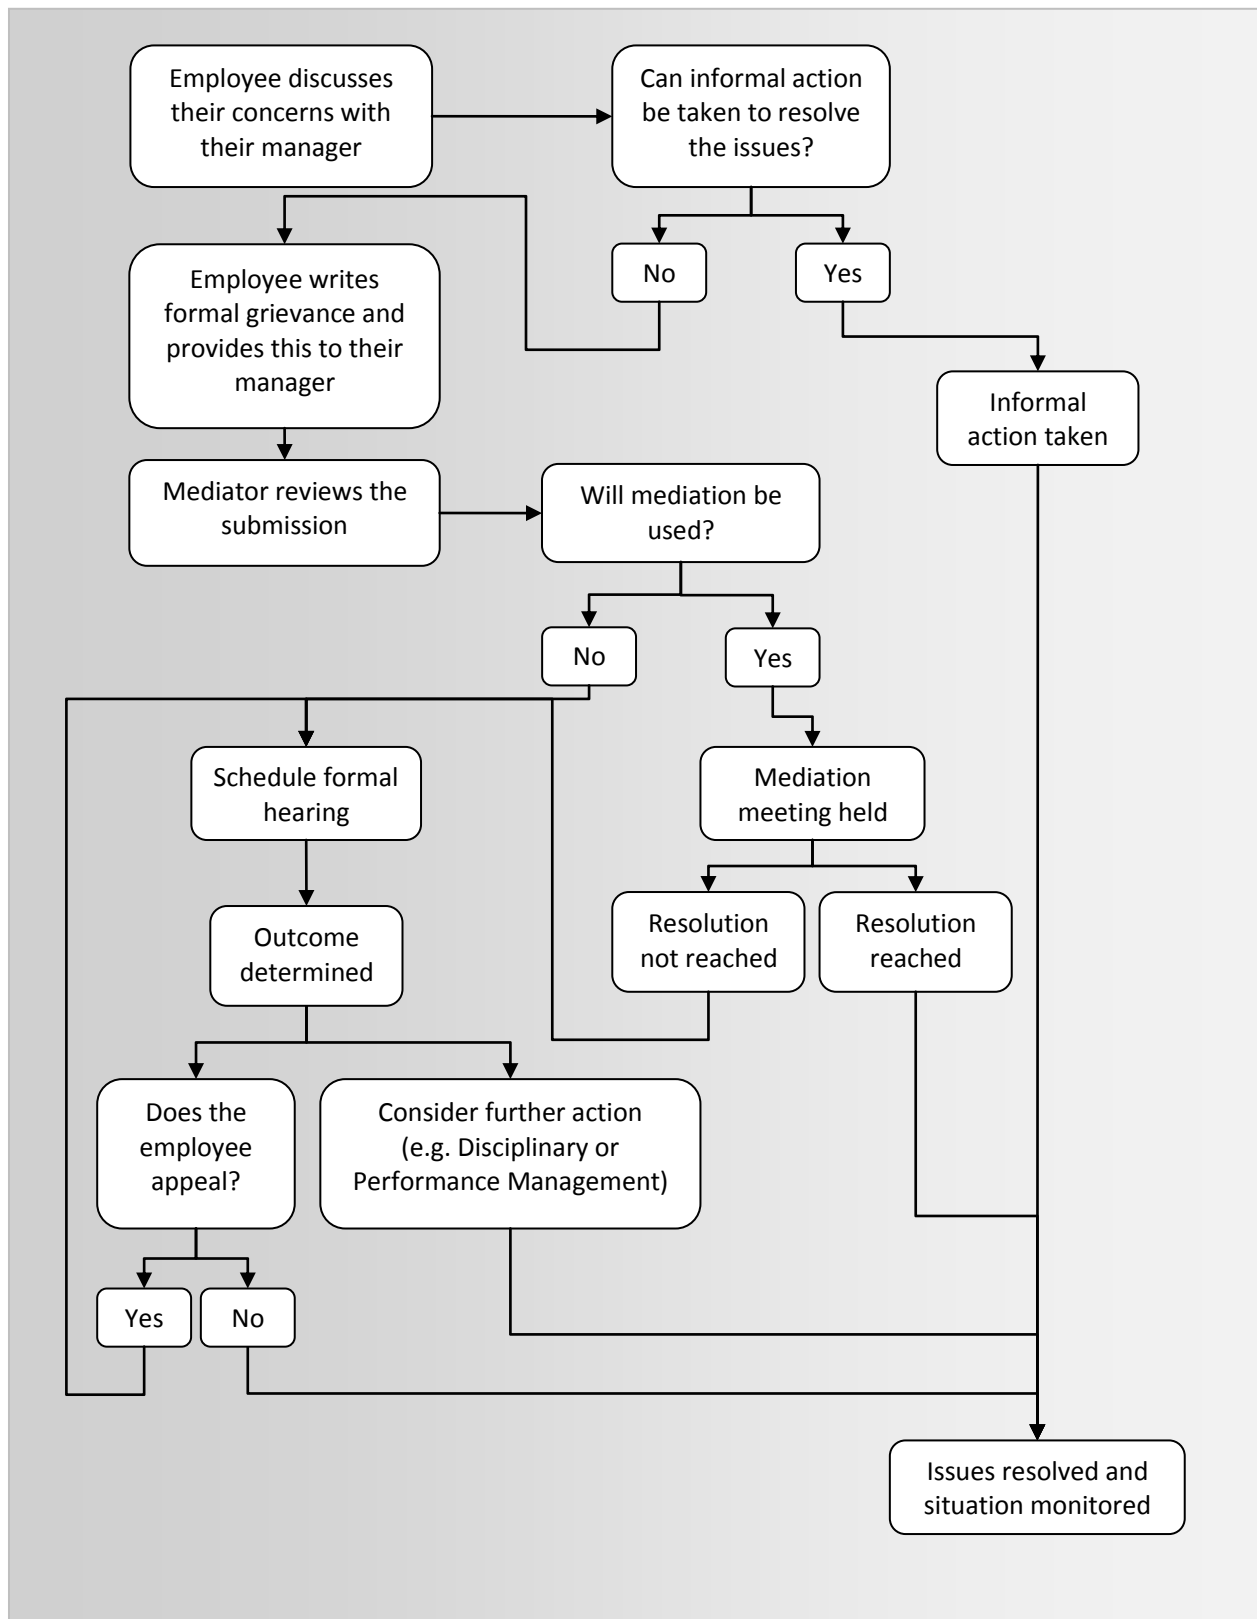 Employee discusses
their concerns with
their manager
Can informal action
be taken to resolve
the issues?
No
Yes
Employee writes
formal grievance and
provides this to their
manager
Informal
action taken
Mediator reviews the
submission
Will mediation be
used?
No
Yes
Schedule formal
hearing
Mediation
meeting held
Resolution
not reached
Resolution
reached
Outcome
determined
Does the
employee
appeal?
Consider further action
(e.g. Disciplinary or
Performance Management)
Yes
No
Issues resolved and
situation monitored